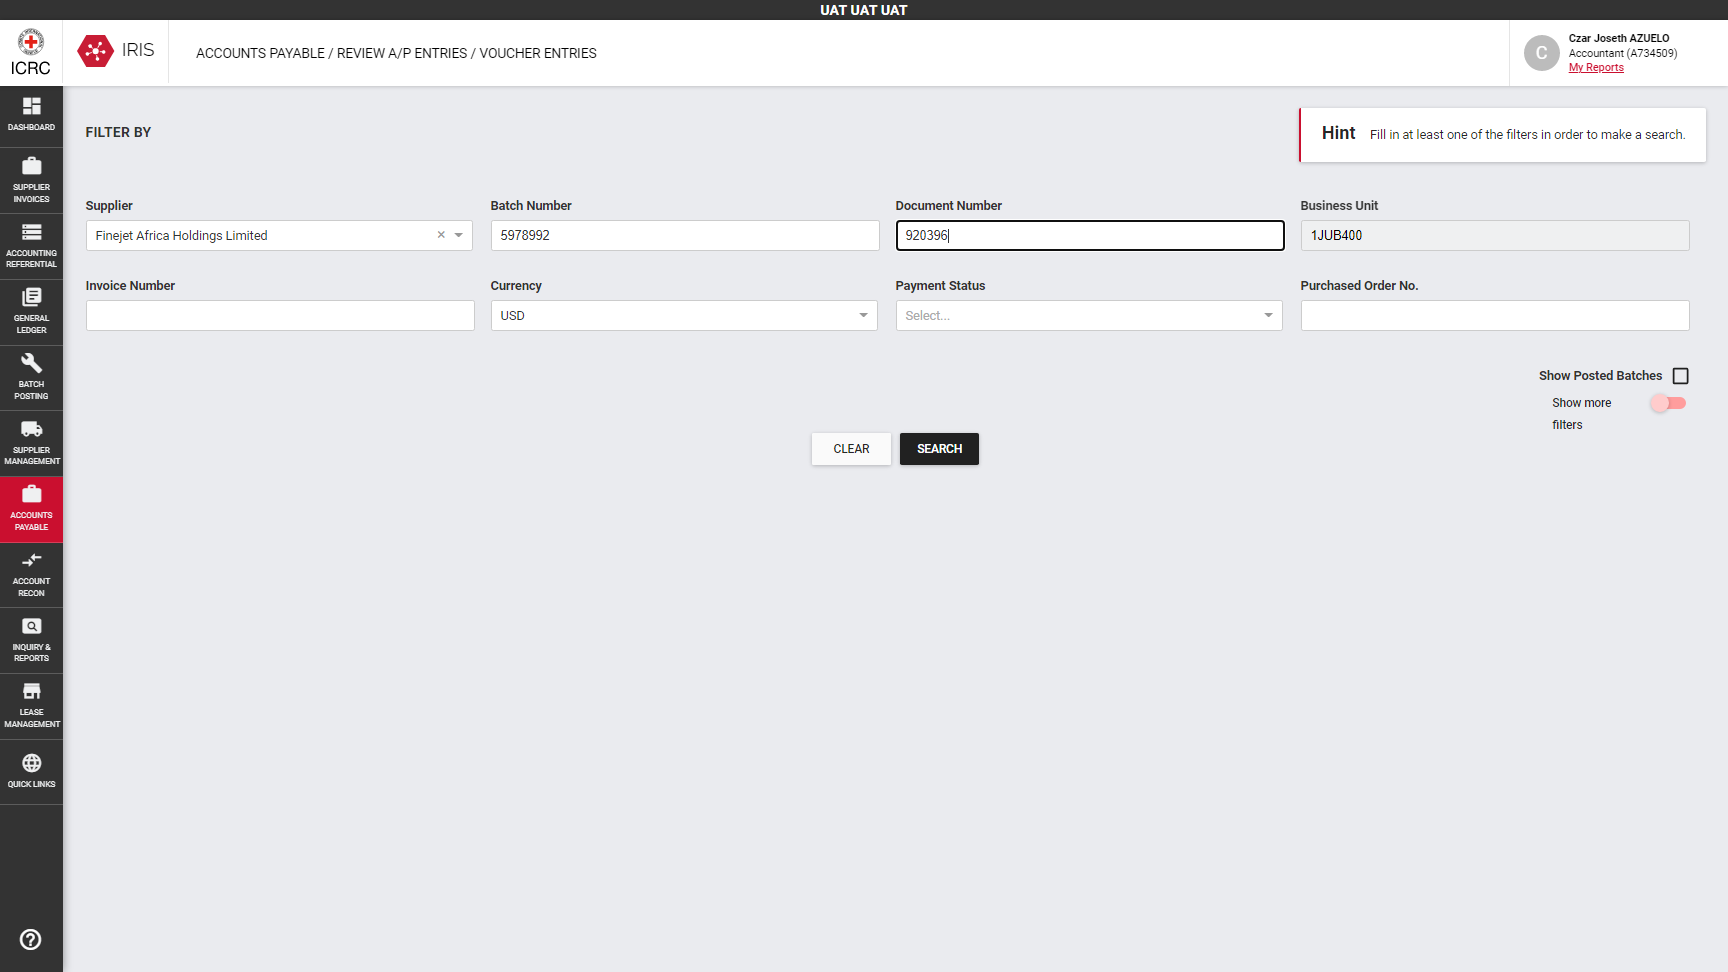 UAT UAT UAT
ICRC
IRIS
ACCOUNTS PAYABLE / REVIEW A/P ENTRIES / VOUCHER ENTRIES
C
Czar Joseth AZUELO
Accountant (A734509)
My Reports
DASHBOARD
SUPPLIER
INVOICES
ACCOUNTING
REFERENTIAL
GENERAL
LEDGER
BATCH
POSTING
SUPPLIER
MANAGEMENT
ACCOUNTS
PAYABLE
ACCOUNT
RECON
INQUIRY &
REPORTS
LEASE
MANAGEMENT
QUICK LINKS
FILTER BY
Hint Fill in at least one of the filters in order to make a search.
Supplier
Finejet Africa Holdings Limited
Batch Number
5978992
Document Number
920396
Business Unit
1JUB400
Invoice Number
Currency
USD
Payment Status
Select...
Purchased Order No.
Show Posted Batches
Show more
filters
CLEAR
SEARCH